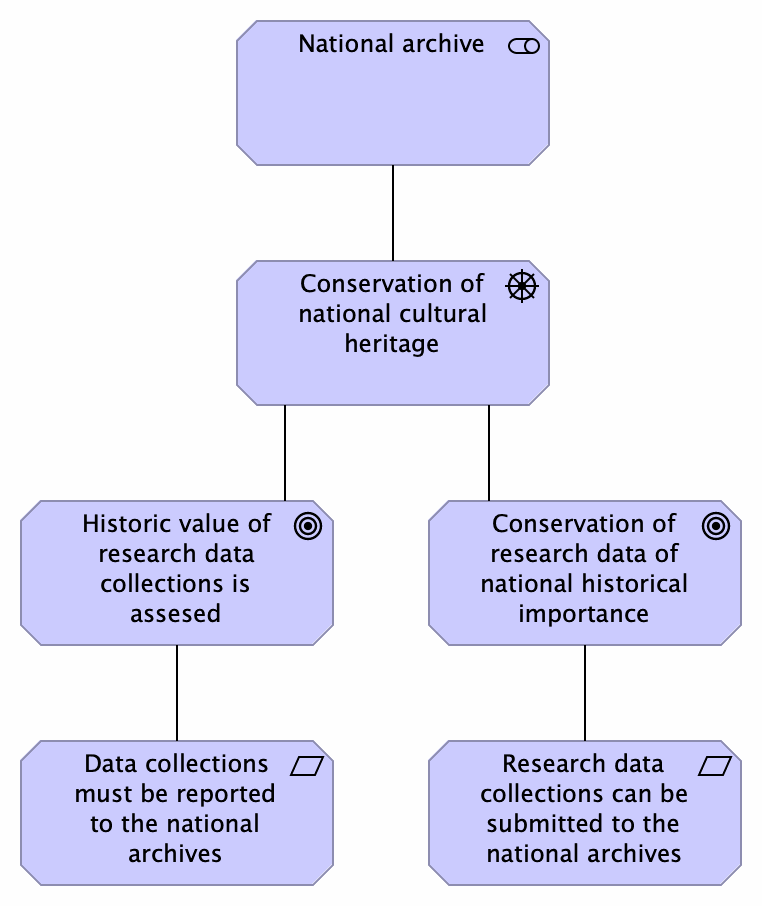 National archive
Conservation of
national cultural
heritage
Historic value of
research data
collections is
assesed
Conservation of
research data of
national historical
importance
Data collections
must be reported
to the national
archives
Research data
collections can be
submitted to the
national archives